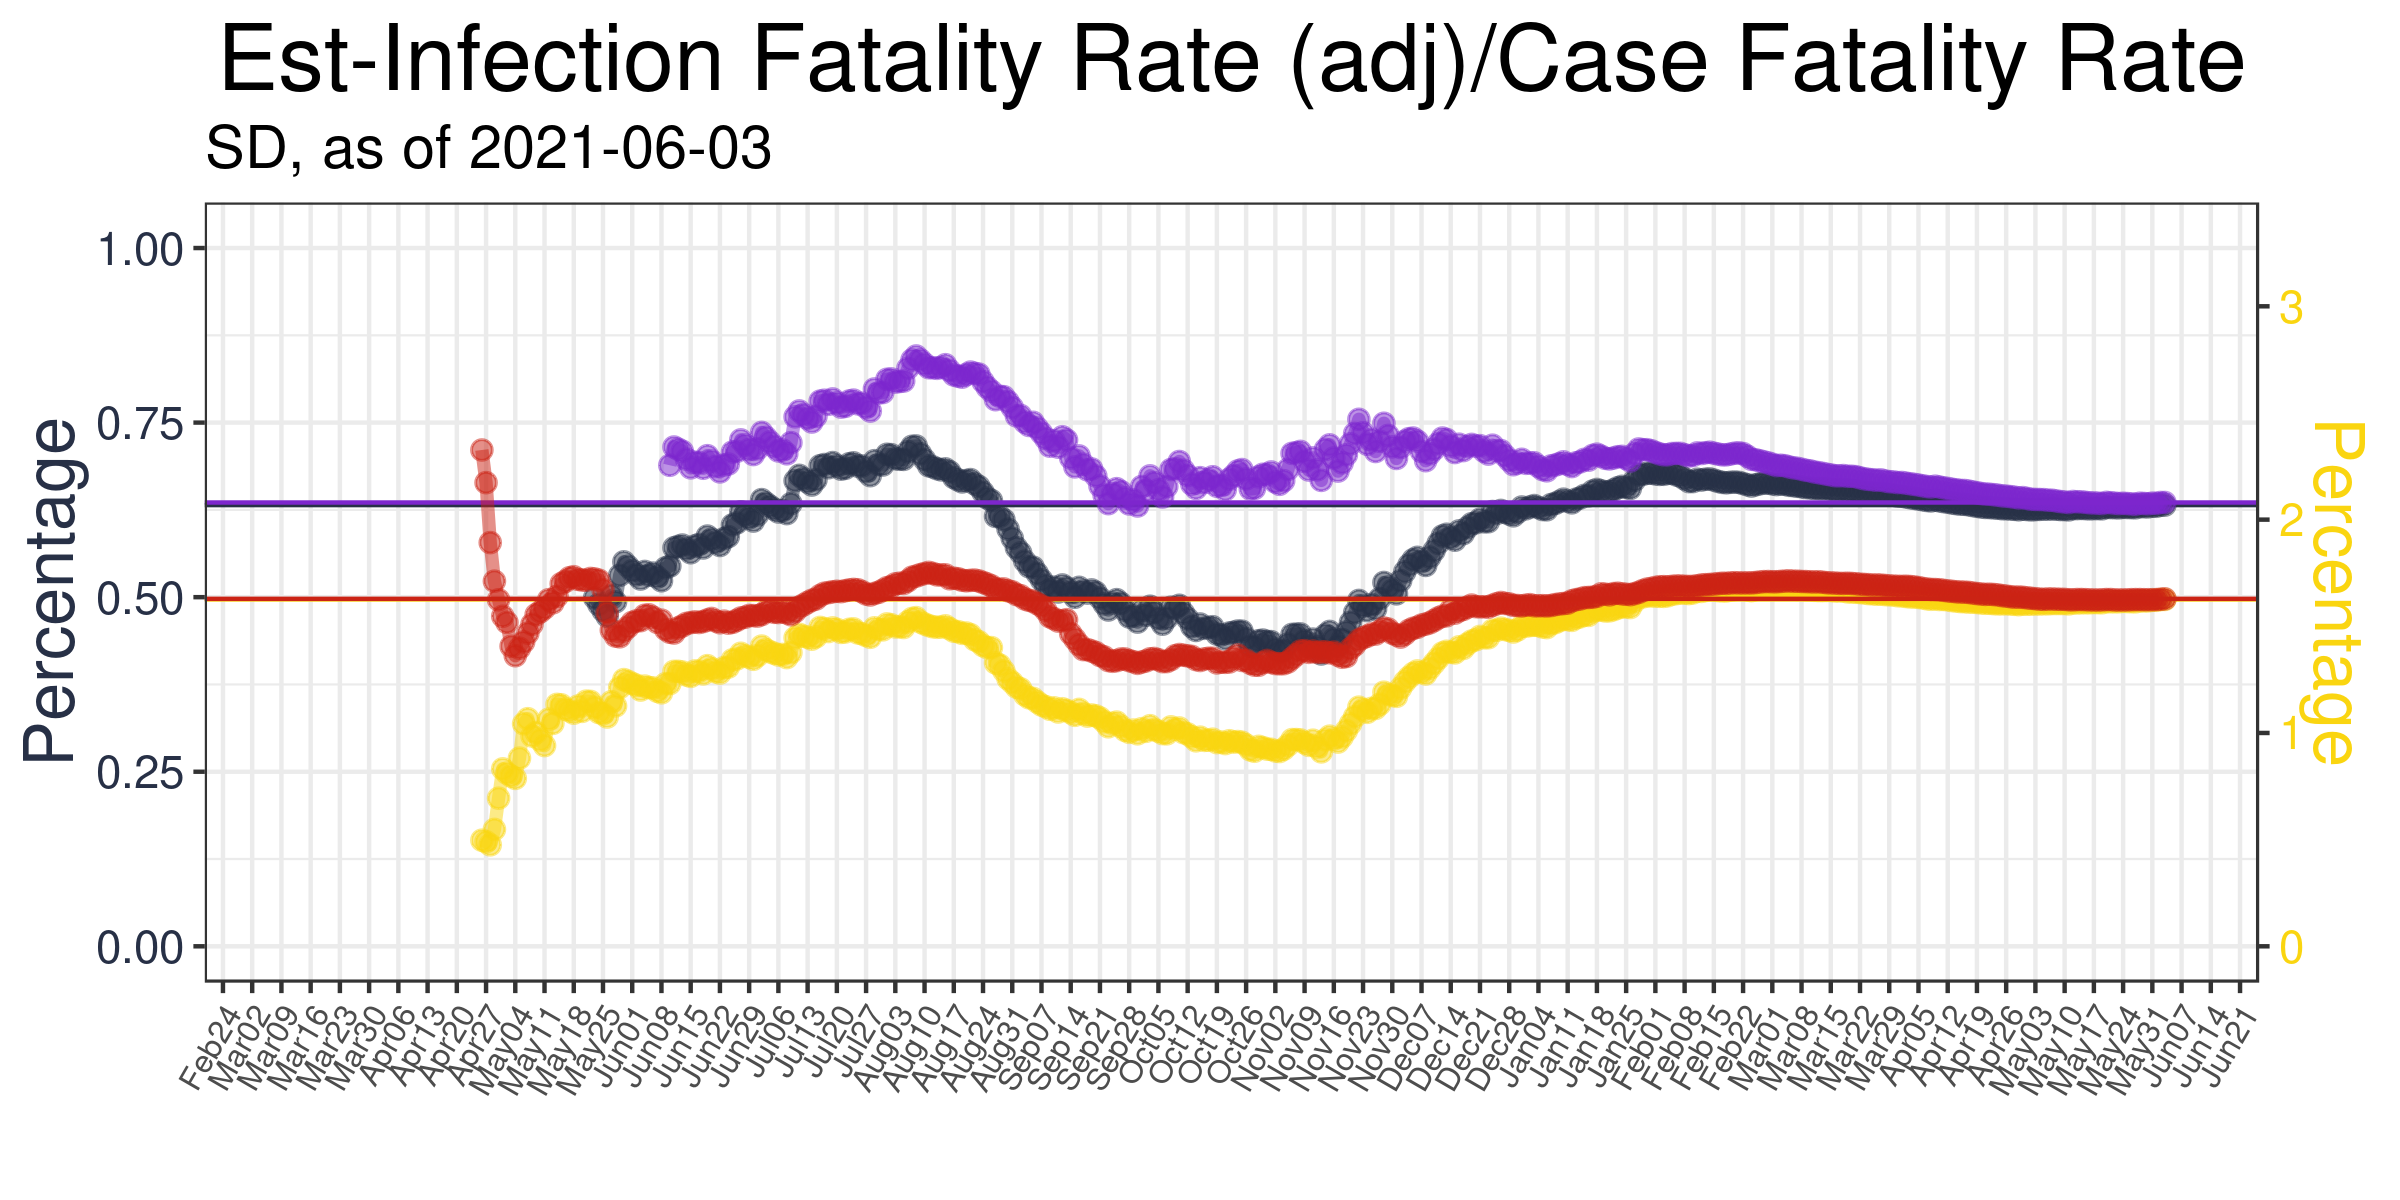 Est-Infection Fatality Rate (adj)/Case Fatality Rate
SD, as of 2021-06-03
Percentage
1.00
0.75
0.50
0.25
0.00
3
2
1
0
Percentage
Feb24
Mar02
Mar09
Mar16
Mar23
Mar30
Apr06
Apr13
Apr20
Apr27
May04
May11
May18
May25
Jun01
Jun08
Jun15
Jun22
Jun29
Jul06
Jul13
Jul20
Jul27
Aug03
Aug10
Aug17
Aug24
Aug31
Sep07
Sep14
Sep21
Sep28
Oct05
Oct12
Oct19
Oct26
Nov02
Nov09
Nov16
Nov23
Nov30
Dec07
Dec14
Dec21
Dec28
Jan04
Jan11
Jan18
Jan25
Feb01
Feb08
Feb15
Feb22
Mar01
Mar08
Mar15
Mar22
Mar29
Apr05
Apr12
Apr19
Apr26
May03
May10
May17
May24
May31
Jun07
Jun14
Jun21